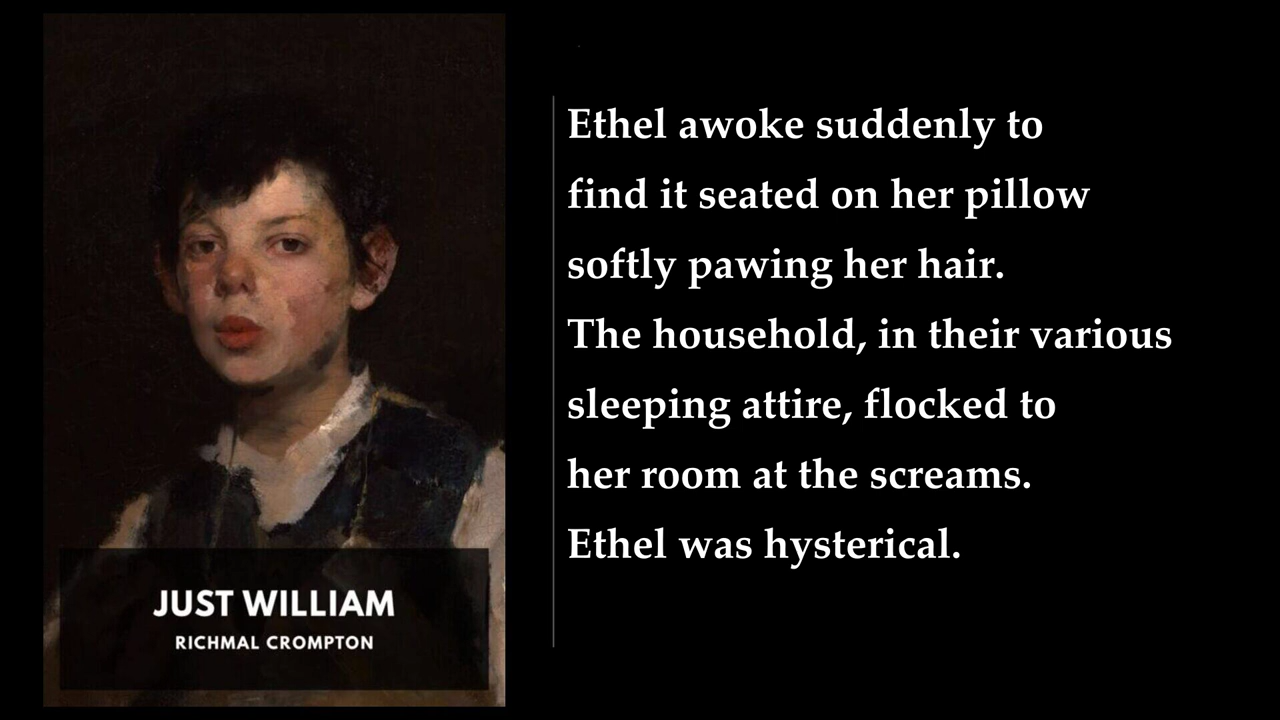 Ethel awoke suddenly to
find it seated on her pillow
softly pawing her hair.
The household, in their various
sleeping attire, flocked to
her room at the screams.
Ethel was hysterical.
JUST WILLIAM
RICHMAL CROMPTON